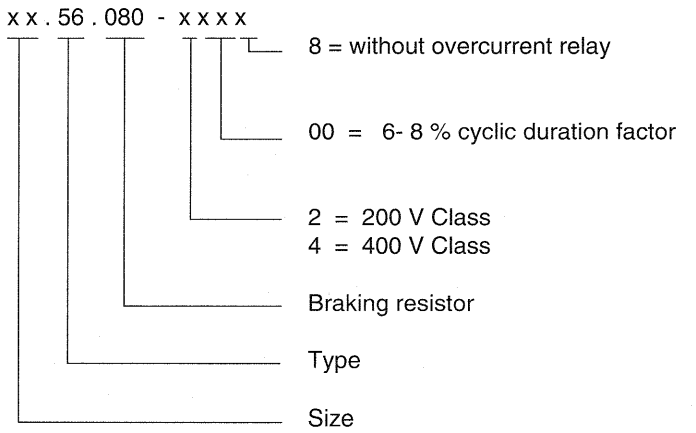 xx.56.080 - xxxx
8 = without overcurrent relay
00 = 6- 8 % cyclic duration factor
2 = 200 V Class
4 = 400 V Class
Braking resistor
Type
Size